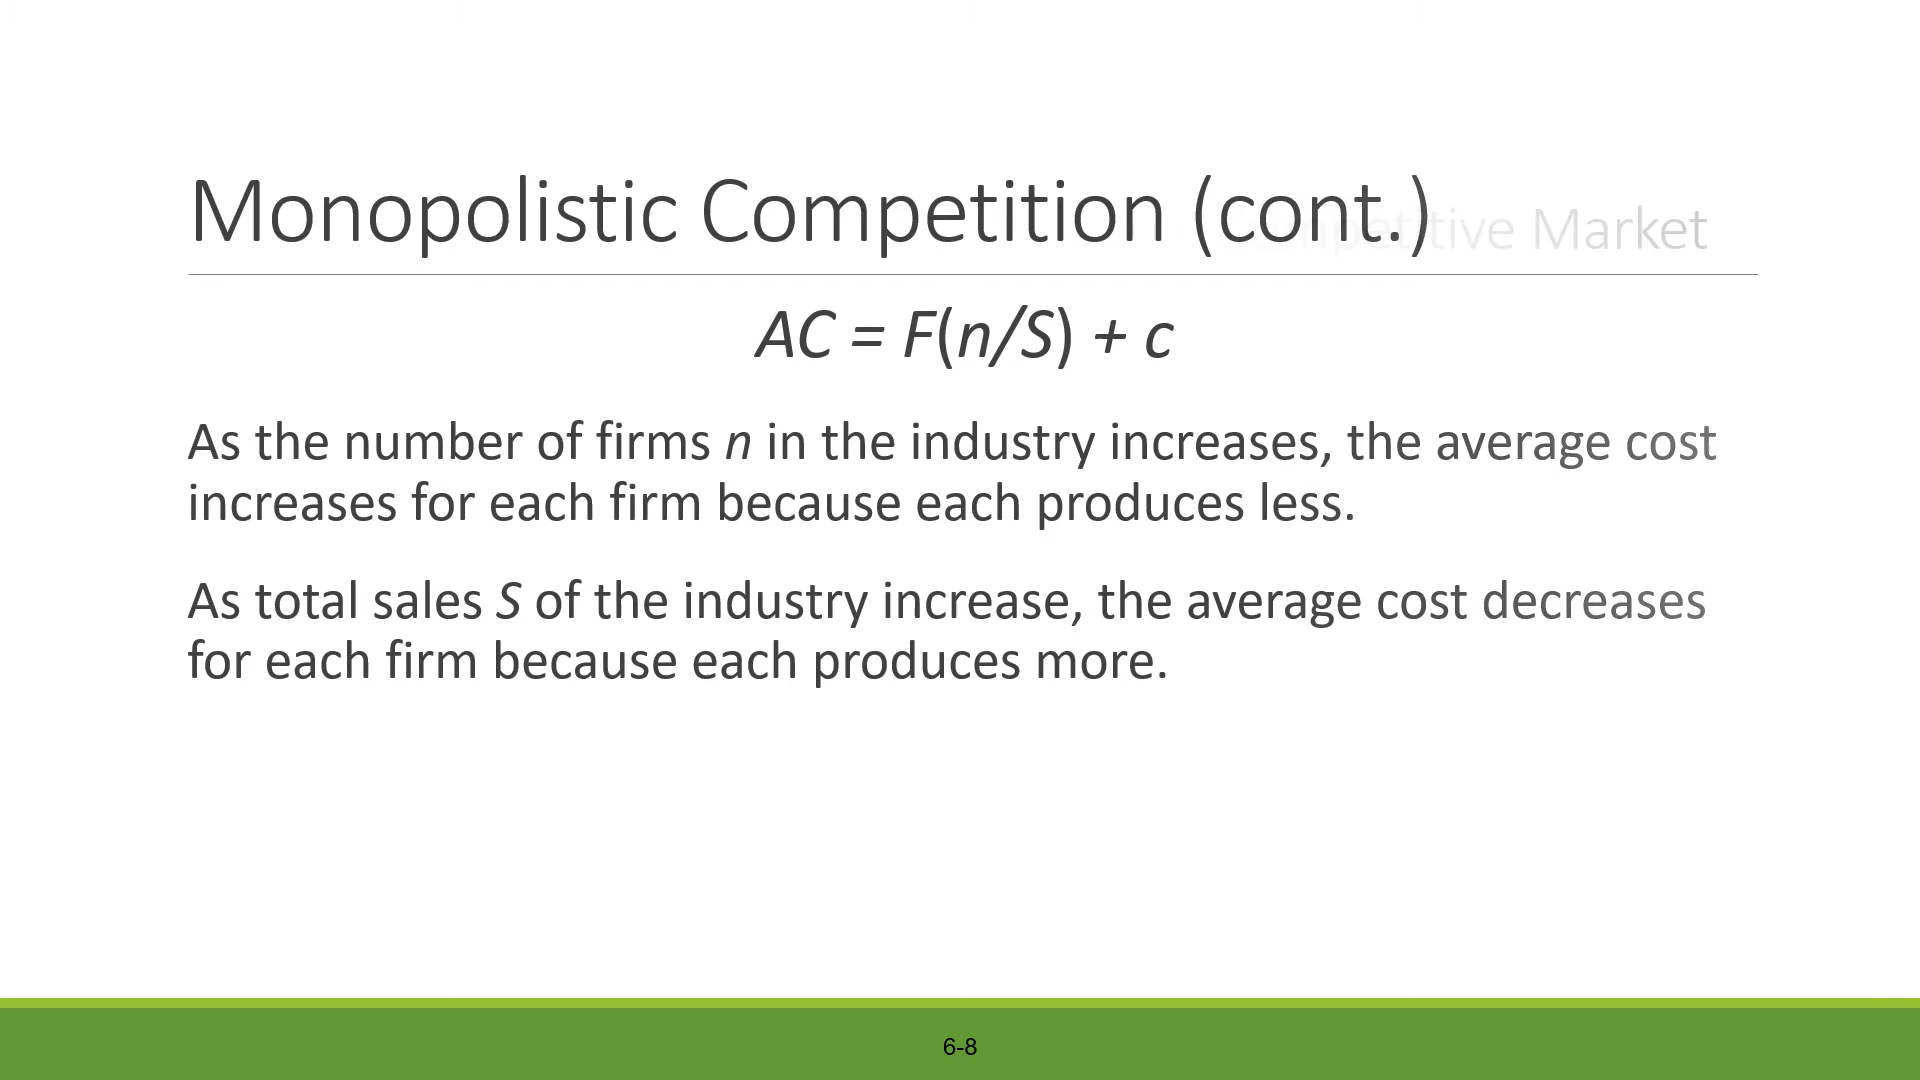 Monopolistic Competition (cont.)
Market
AC = F(n/S) + c
As the number of firms n in the industry increases, the average cost
increases for each firm because each produces less.
As total sales S of the industry increase, the average cost decreases
for each firm because each produces more.
6-8